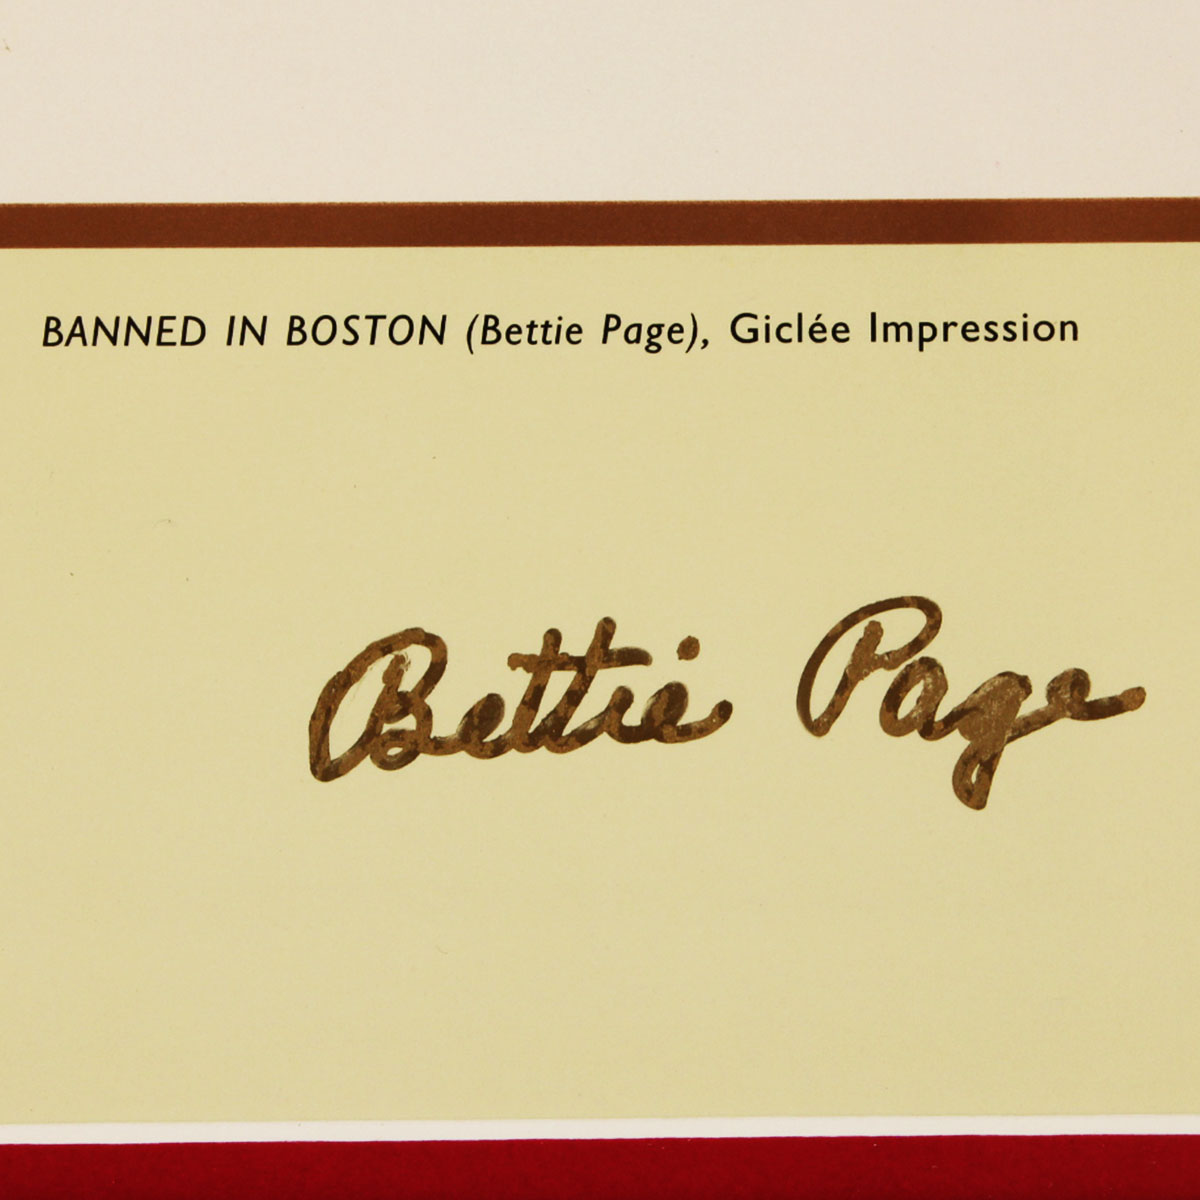 BANNED IN BOSTON (Bettie Page), Giclée Impression
Bettie Page